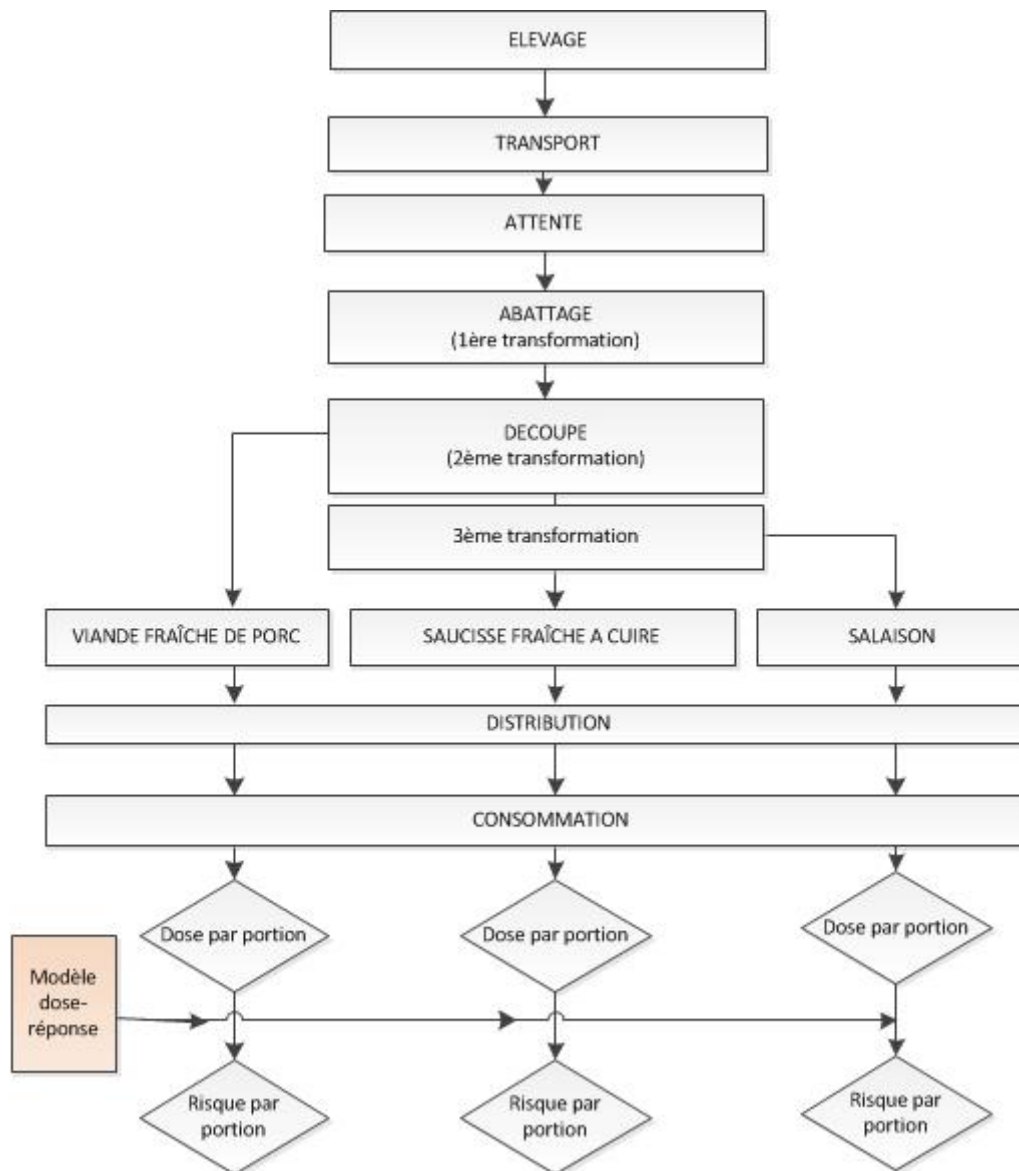 ELEVAGE
TRANSPORT
ATTENTE
ABATTAGE
(1ère transformation)
DECOUPE
(2ème transformation)
3ème transformation
VIANDE FRAÎCHE DE PORC
SAUCISSE FRAÎCHE A CUIRE
SALAISON
DISTRIBUTION
CONSOMMATION
Dose par portion
Dose par portion
Dose par portion
Modèle
dose-
réponse
Risque par
portion
Risque par
portion
Risque par
portion